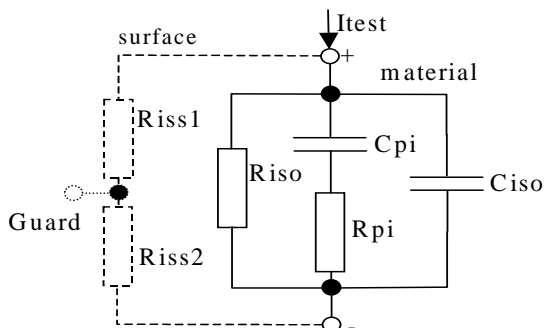 Itest
surface
+
material
Riss1
Cpi
Riso
Ciso
Guard
Rpi
Riss2
-